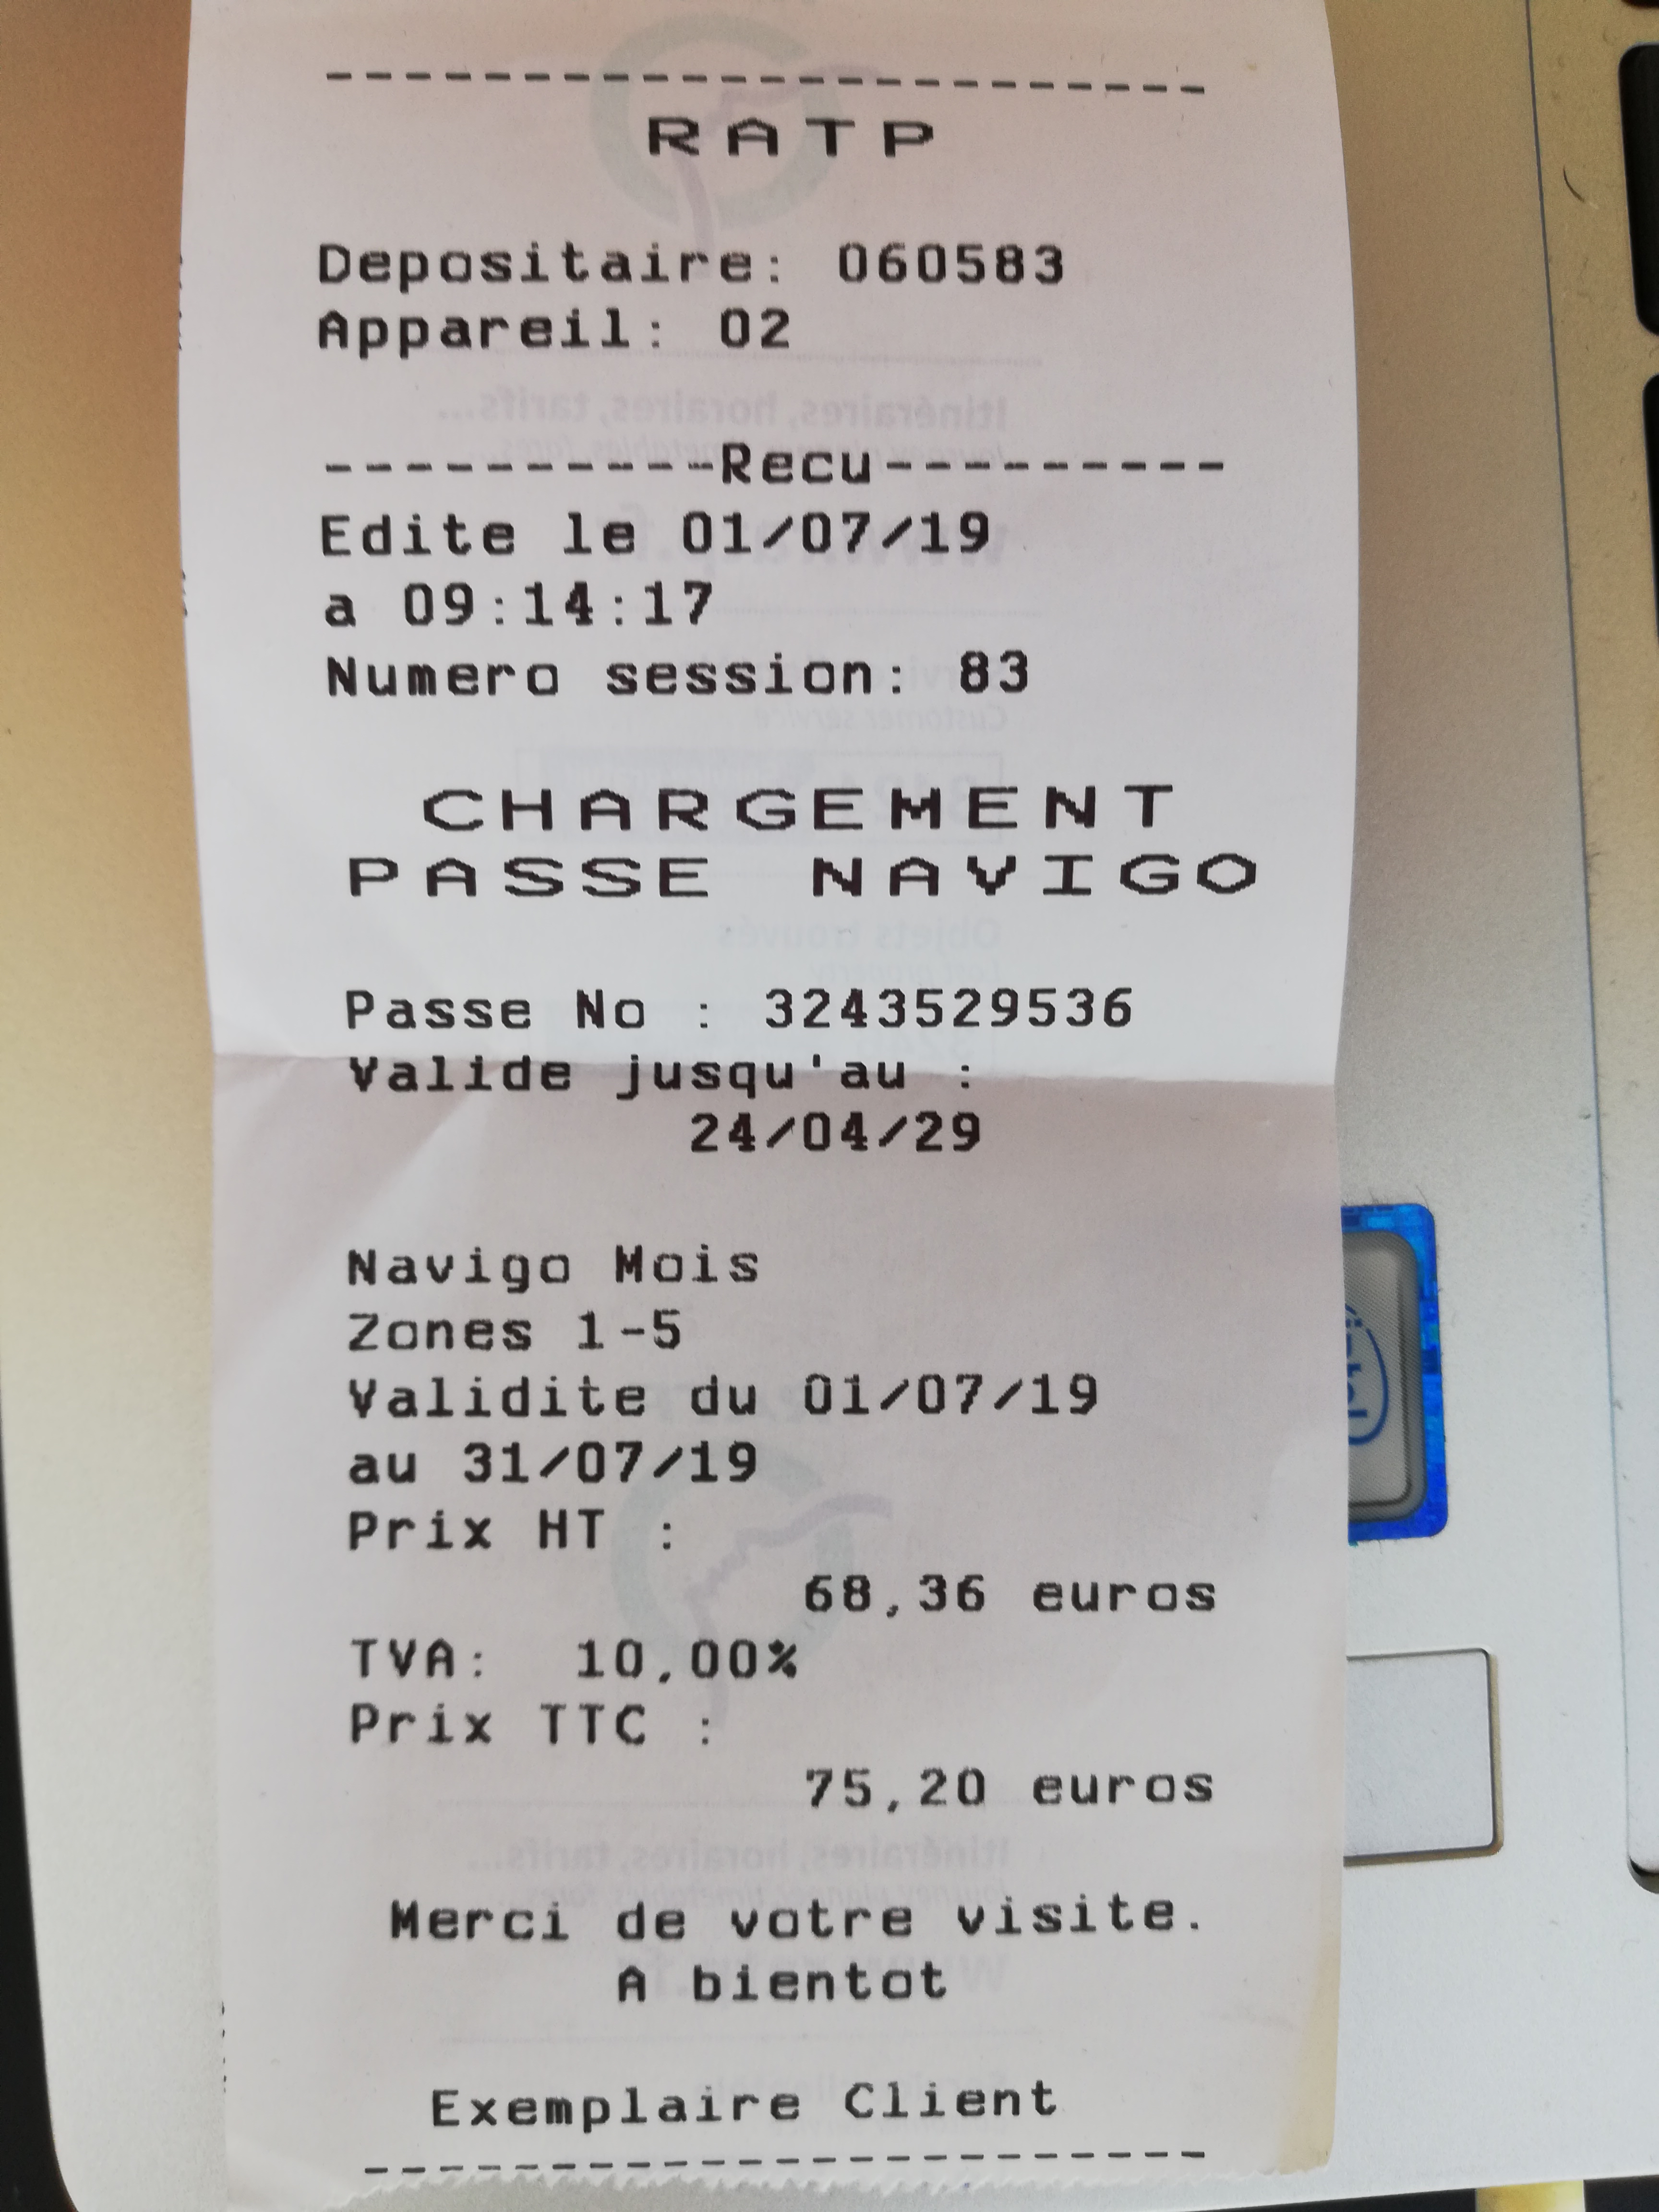 -----------------------
RATP
Depositaire: 060583
Appareil: 02
----------Recu---------
Edite le 01/07/19
a 09:14:17
Numero session: 83
CHARGEMENT
PASSE NAVIGO
Passe No : 3243529536
Valide jusqu'au :
24/04/29
Navigo Mois
Zones 1-5
Validite du 01/07/19
au 31/07/19
Prix HT :
68,36 euros
TVA: 10,00%
Prix TTC :
75,20 euros
Merci de votre visite.
A bientot
Exemplaire Client
----------------------